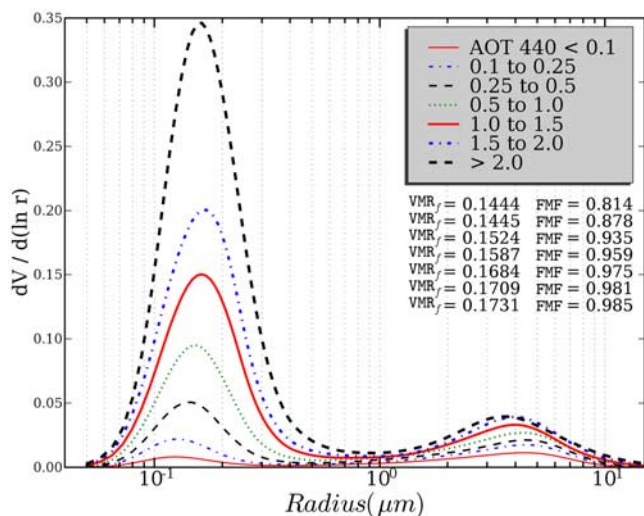 0.35
0.30
0.25
0.20
0.15
0.10
0.05
0.00
dV / d(ln r)
10⁻¹
10⁰
10¹
Radius(μm)
AOT 440 < 0.1
0.1 to 0.25
0.25 to 0.5
0.5 to 1.0
1.0 to 1.5
1.5 to 2.0
> 2.0
VMR_f = 0.1444 FMF = 0.814
VMR_f = 0.1445 FMF = 0.878
VMR_f = 0.1524 FMF = 0.935
VMR_f = 0.1587 FMF = 0.959
VMR_f = 0.1684 FMF = 0.975
VMR_f = 0.1709 FMF = 0.981
VMR_f = 0.1731 FMF = 0.985